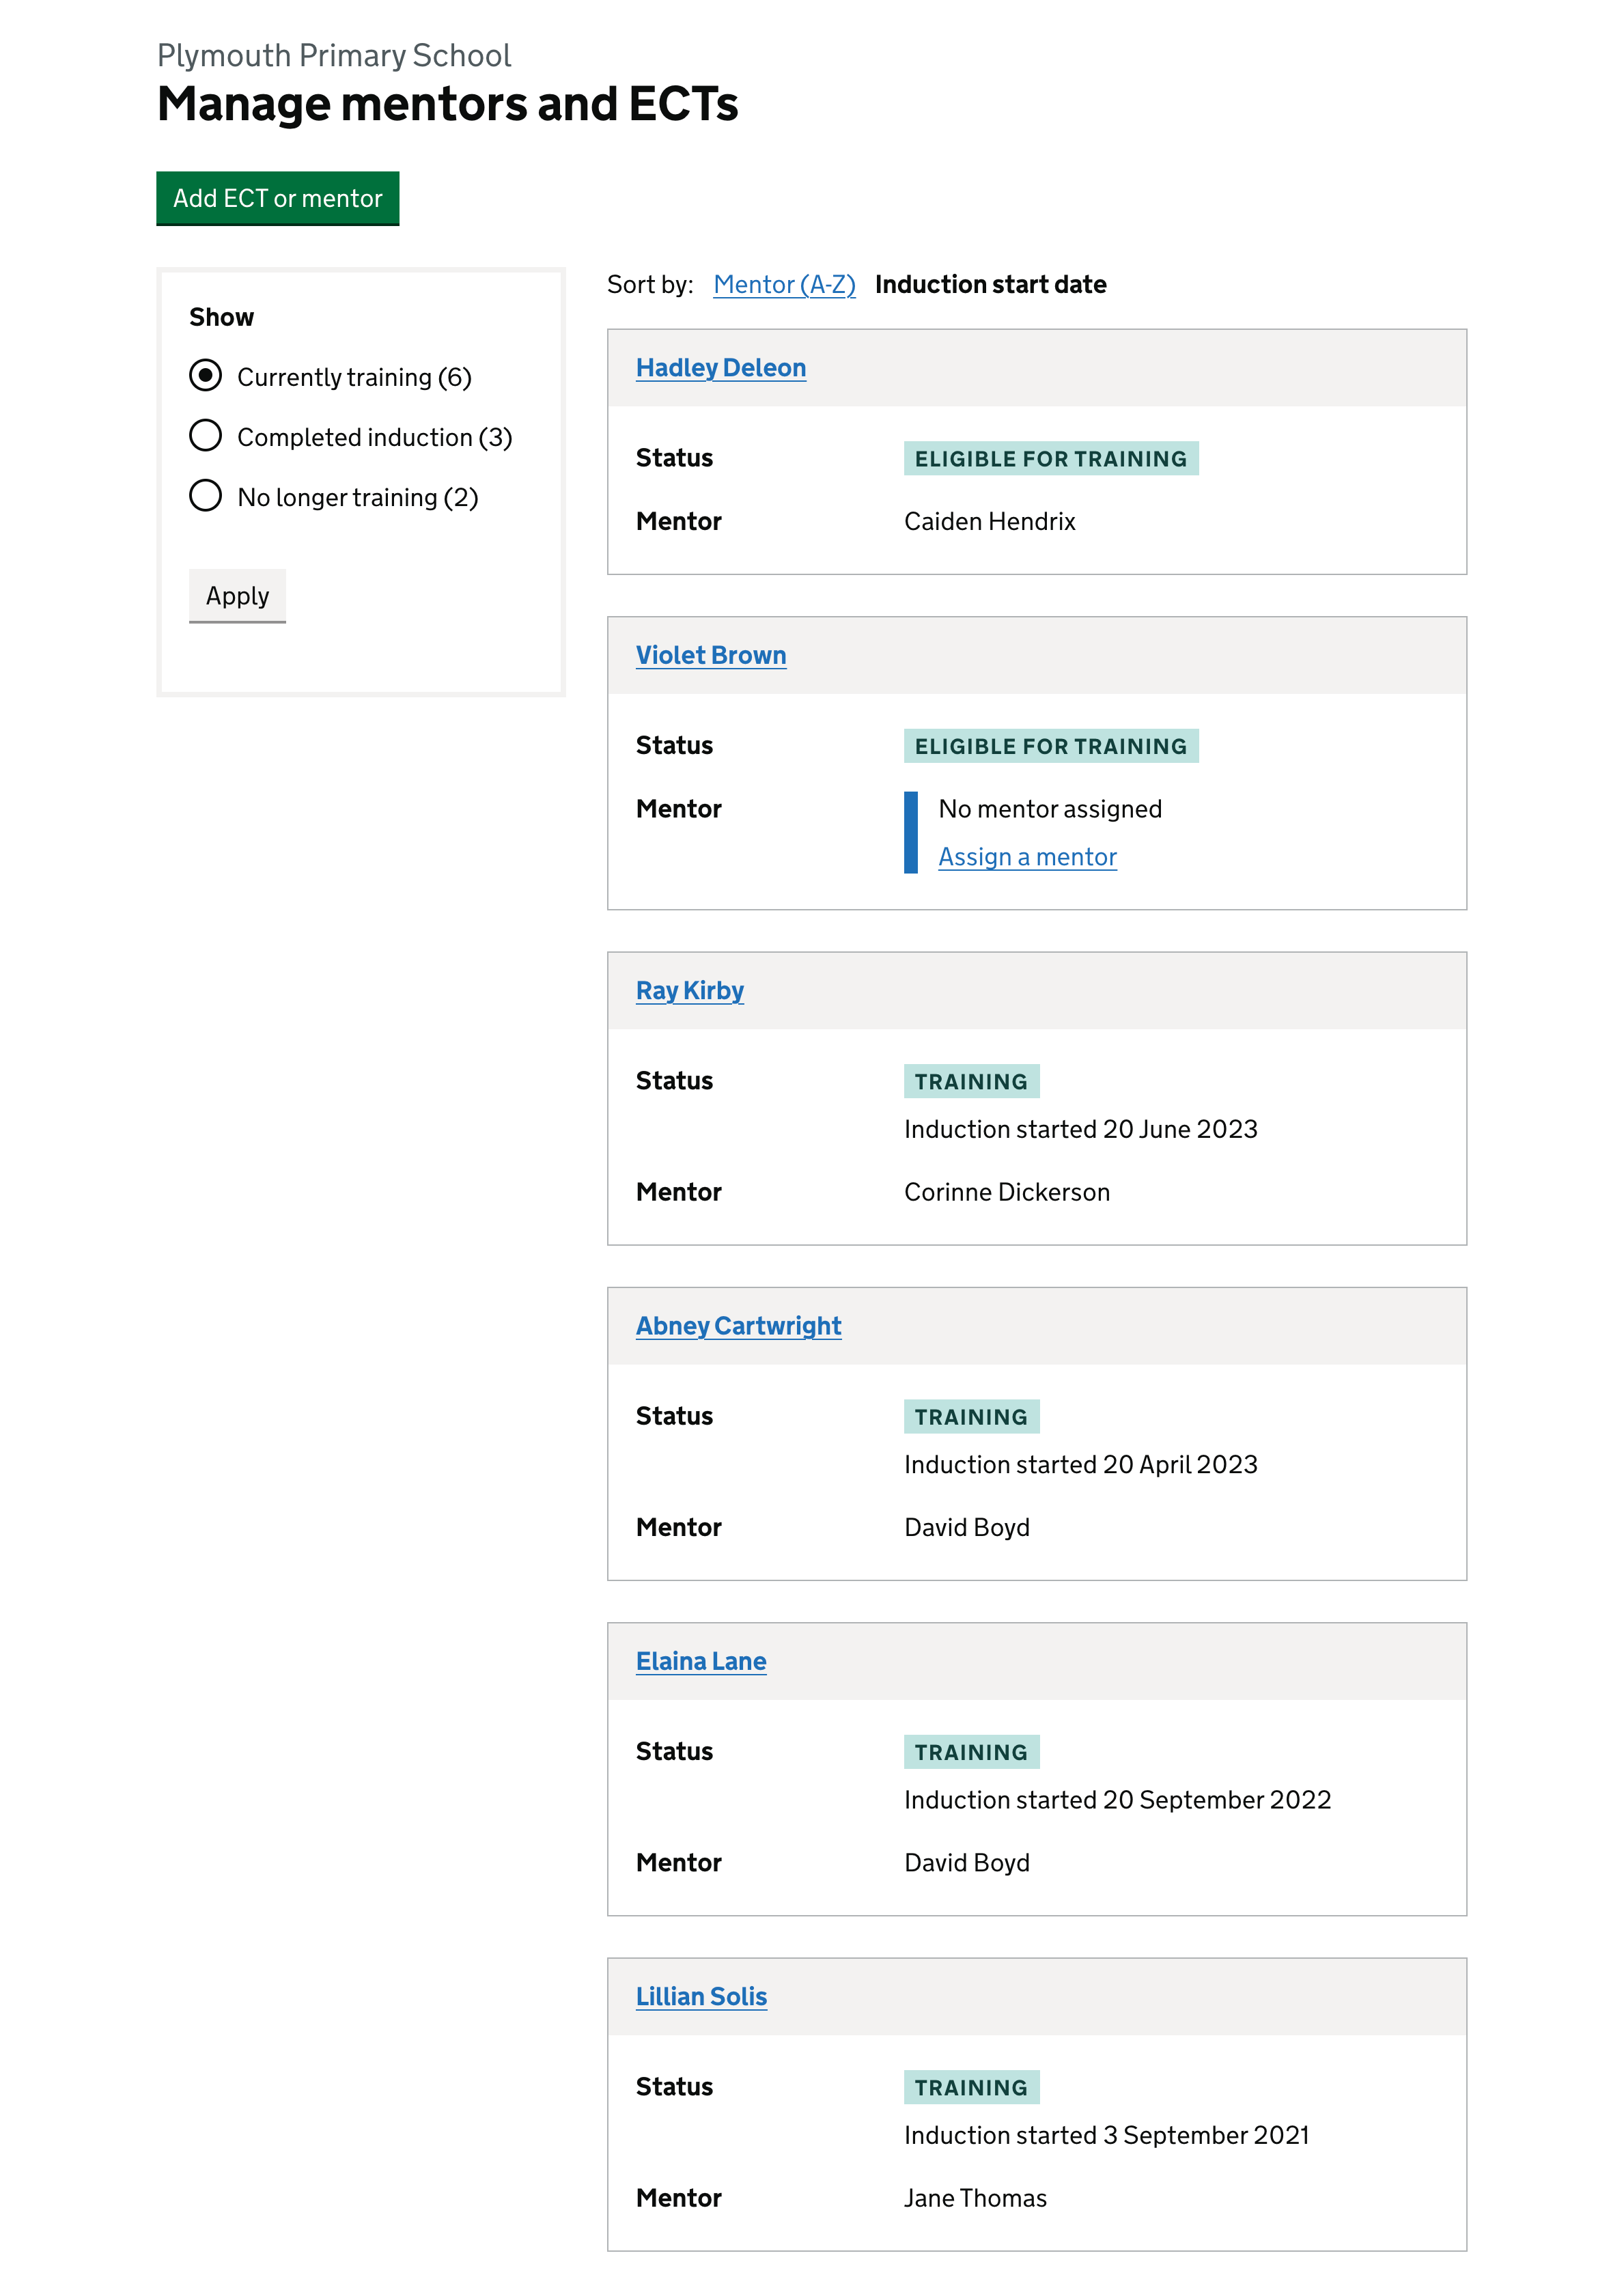 Plymouth Primary School
Manage mentors and ECTs
Add ECT or mentor
Show
Currently training (6)
Completed induction (3)
No longer training (2)
Apply
Sort by: Mentor (A-Z) Induction start date
Hadley Deleon
Status ELIGIBLE FOR TRAINING
Mentor Caiden Hendrix
Violet Brown
Status ELIGIBLE FOR TRAINING
Mentor No mentor assigned
Assign a mentor
Ray Kirby
Status TRAINING
Induction started 20 June 2023
Mentor Corinne Dickerson
Abney Cartwright
Status TRAINING
Induction started 20 April 2023
Mentor David Boyd
Elaina Lane
Status TRAINING
Induction started 20 September 2022
Mentor David Boyd
Lillian Solis
Status TRAINING
Induction started 3 September 2021
Mentor Jane Thomas